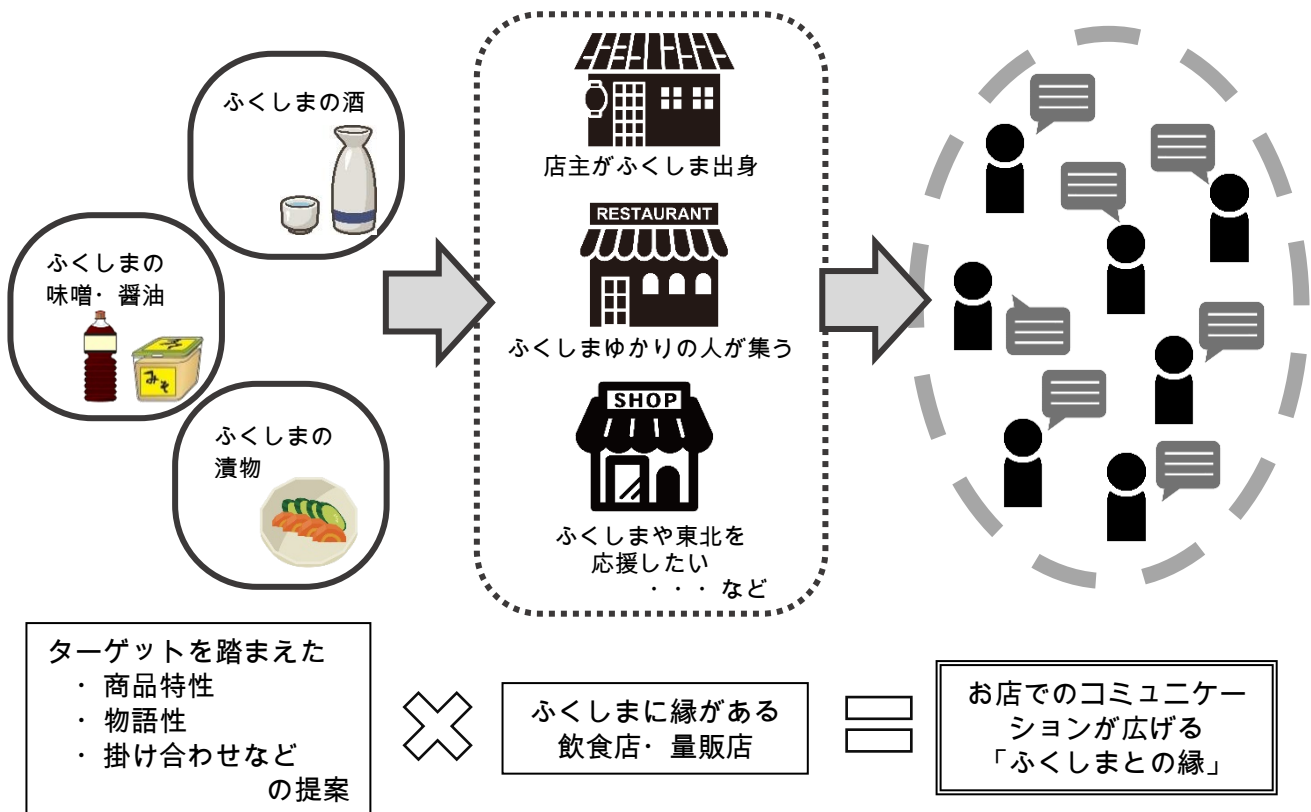 ふくしまの酒
ふくしまの
味噌・醤油
みそ
ふくしまの
漬物
店主がふくしま出身
RESTAURANT
ふくしまゆかりの人が集う
SHOP
ふくしまや東北を
応援したい
・・・など
ターゲットを踏まえた
・商品特性
・物語性
・掛け合わせなど
の提案
ふくしまに縁がある
飲食店・量販店
お店でのコミュニケー
ションが広げる
「ふくしまとの縁」